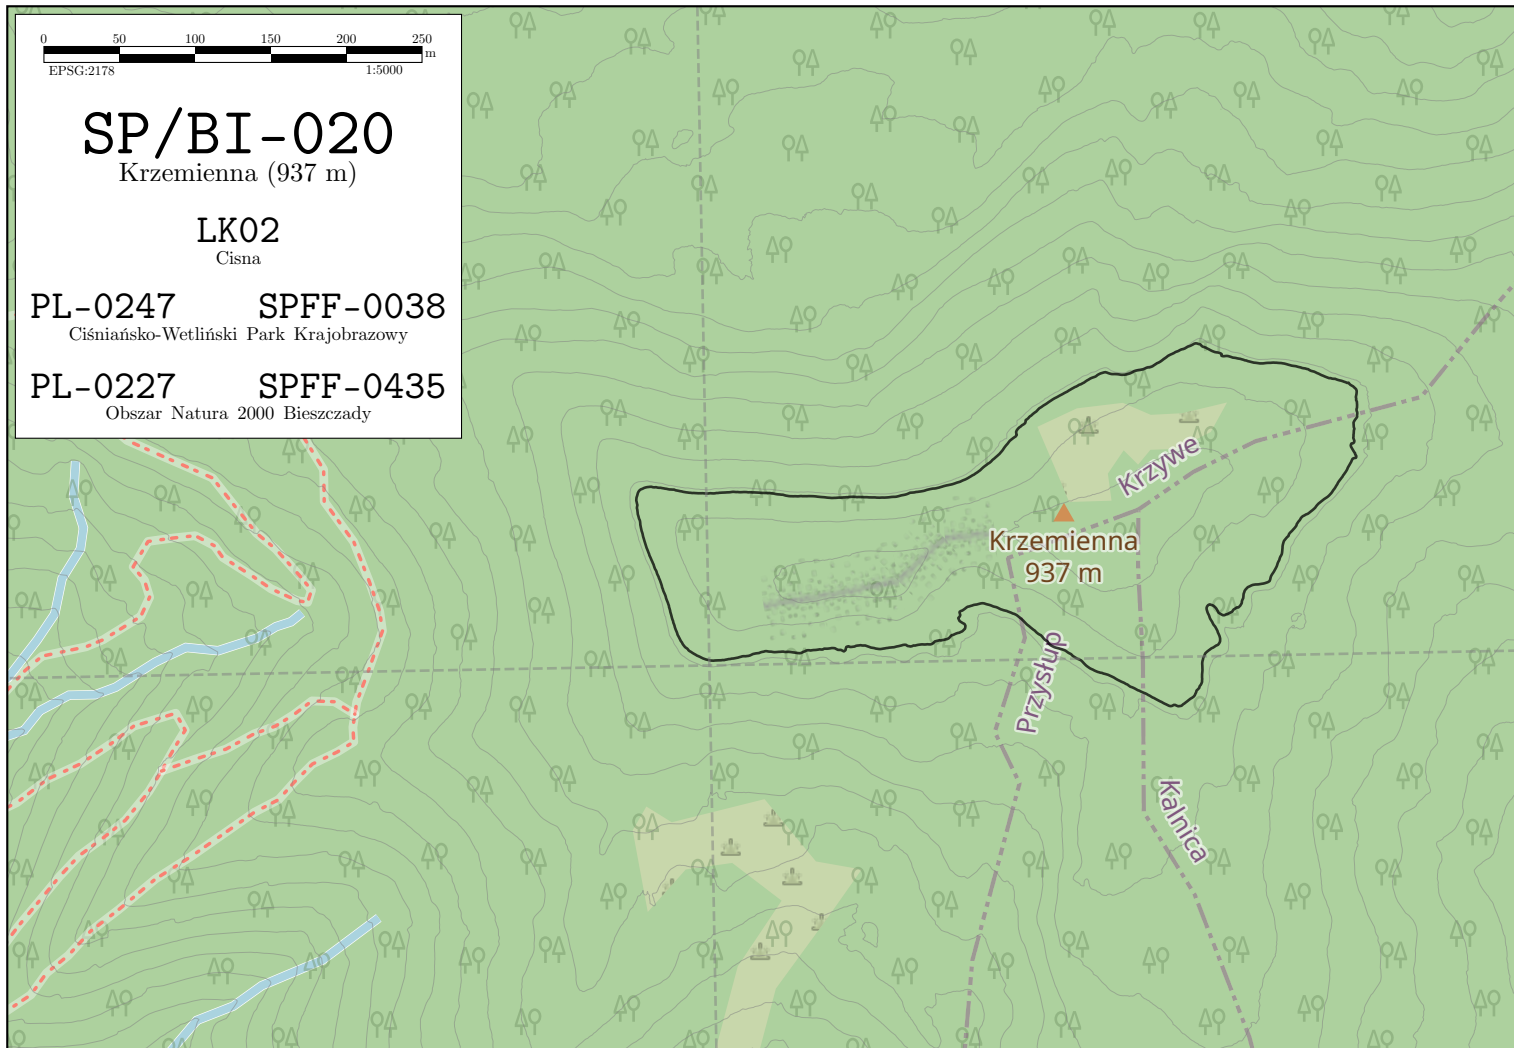 0 50 100 150 200 250
m
EPSG:2178 1:5000
SP/BI-020
Krzemienna (937 m)
LK02
Cisna
PL-0247 SPFF-0038
Ciśniańsko-Wetliński Park Krajobrazowy
PL-0227 SPFF-0435
Obszar Natura 2000 Bieszczady
Krzywe
Krzemienna
937 m
Przysłup
Kalnica